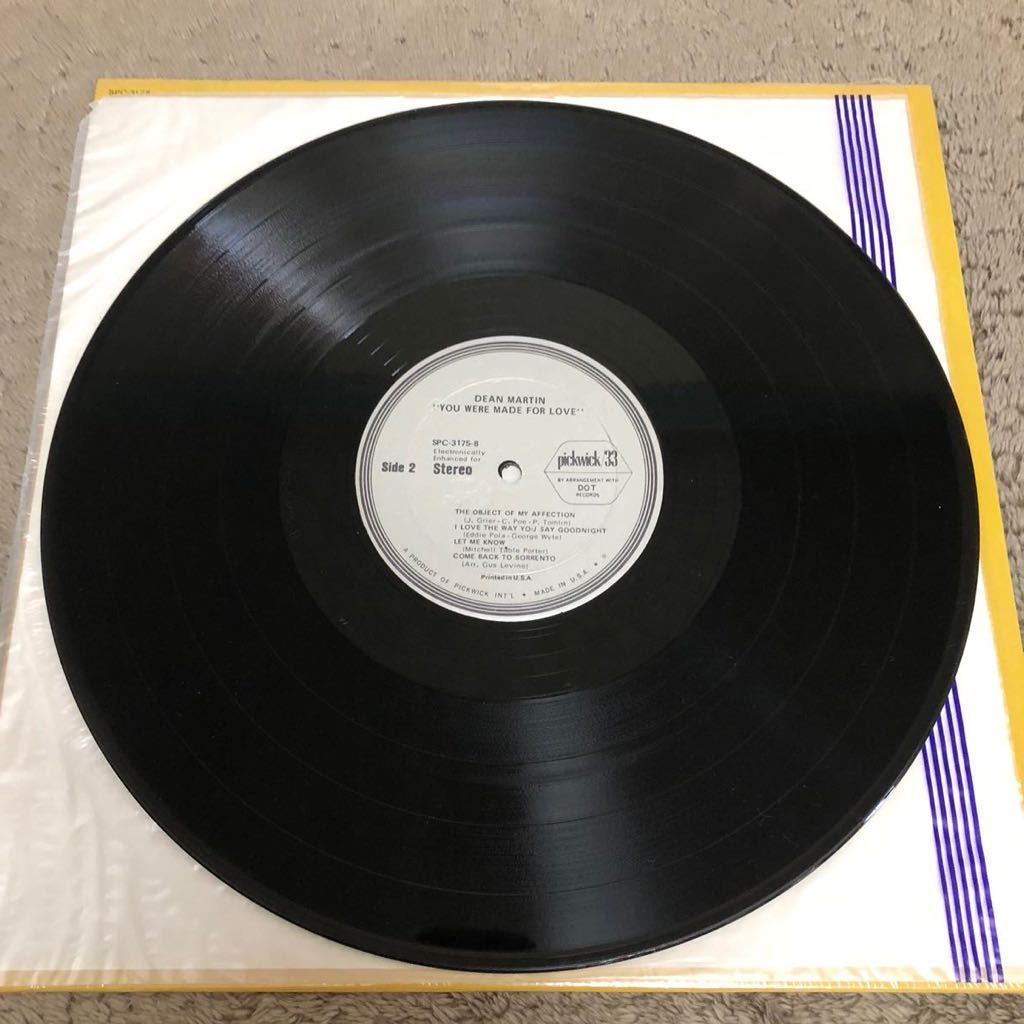 DEAN MARTIN
"YOU WERE MADE FOR LOVE"
SPC-3175-B
Electronically
Enhanced for
Side 2 Stereo
pickwick/33
BY ARRANGEMENT WITH
DOT
RECORDS
THE OBJECT OF MY AFFECTION
(J. Grier - C. Poe - P. Tomlin)
I LOVE THE WAY YOU SAY GOODNIGHT
(Eddie Pola - George Wyle)
LET ME KNOW
(Mitchell Table Porter)
COME BACK TO SORRENTO
(Arr. Gus Levine)
Printed in U.S.A.
A PRODUCT OF PICKWICK INT'L • MADE IN U.S.A. • ®